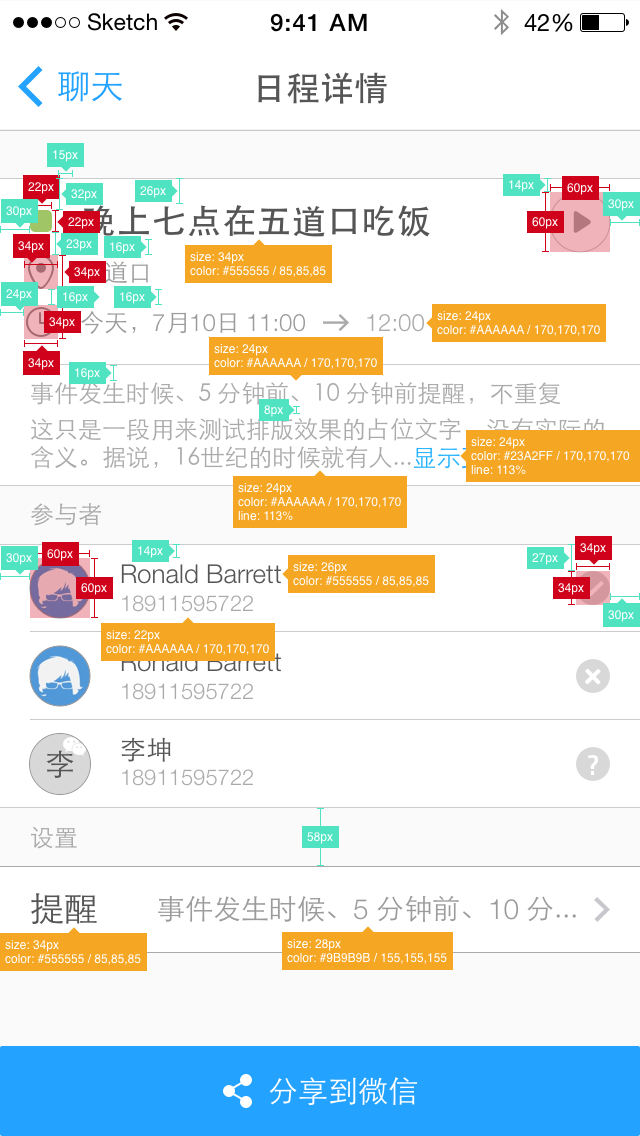 Sketch 9:41 AM 42%
聊天 日程详情
15px
22px 32px 26px 14px 60px
30px 22px 晚上七点在五道口吃饭 60px 30px
34px 23px 16px
size: 34px
color: #555555 / 85,85,85
34px 道口
24px 16px 16px
34px 今天，7月10日 11:00 → 12:00
size: 24px
color: #AAAAAA / 170,170,170
34px
size: 24px
color: #AAAAAA / 170,170,170
16px
事件发生时候、5 分钟前、10 分钟前提醒，不重复
8px
这只是一段用来测试排版效果的占位文字，没有实际的
含义。据说，16世纪的时候就有人...显示
size: 24px
color: #23A2FF / 170,170,170
line: 113%
size: 24px
color: #AAAAAA / 170,170,170
line: 113%
参与者
30px 60px 14px 27px 34px
60px Ronald Barrett 34px
size: 26px
color: #555555 / 85,85,85
18911595722 30px
size: 22px
color: #AAAAAA / 170,170,170
Ronald Barrett
18911595722
李 李坤
18911595722 ?
设置 58px
提醒 事件发生时候、5 分钟前、10 分...
size: 34px
color: #555555 / 85,85,85
size: 28px
color: #9B9B9B / 155,155,155
分享到微信